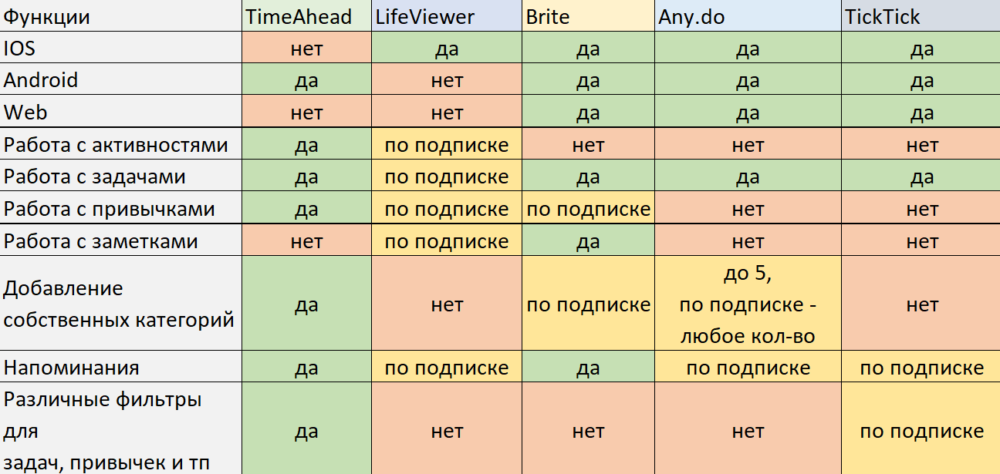 Функции TimeAhead LifeViewer Brite Any.do TickTick
IOS нет да да да да
Android да нет да да да
Web нет нет да да да
Работа с активностями да по подписке нет нет нет
Работа с задачами да по подписке да да да
Работа с привычками да по подписке по подписке нет нет
Работа с заметками нет по подписке да нет нет
Добавление
собственных категорий да нет по подписке до 5,
по подписке -
любое кол-во нет
Напоминания да по подписке да по подписке по подписке
Различные фильтры
для
задач, привычек и тп да нет нет нет по подписке